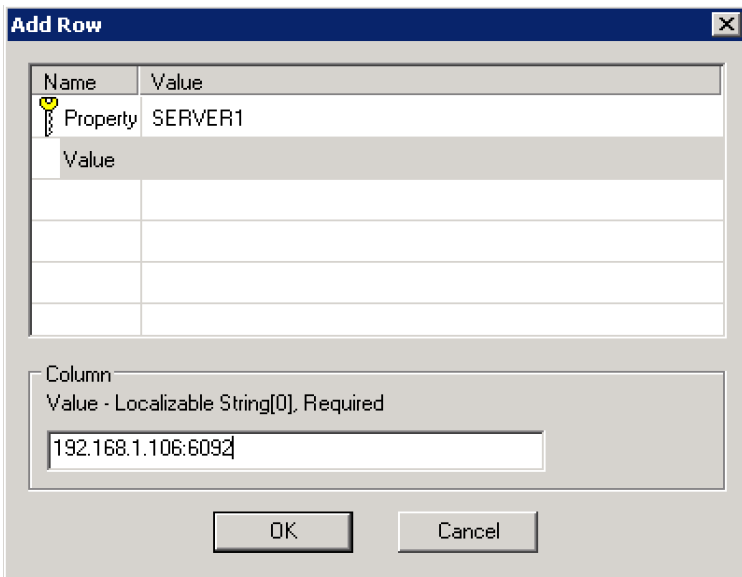 Add Row
Name Value
Property SERVER1
Value
Column
Value - Localizable String[0], Required
192.168.1.106:6092
OK Cancel